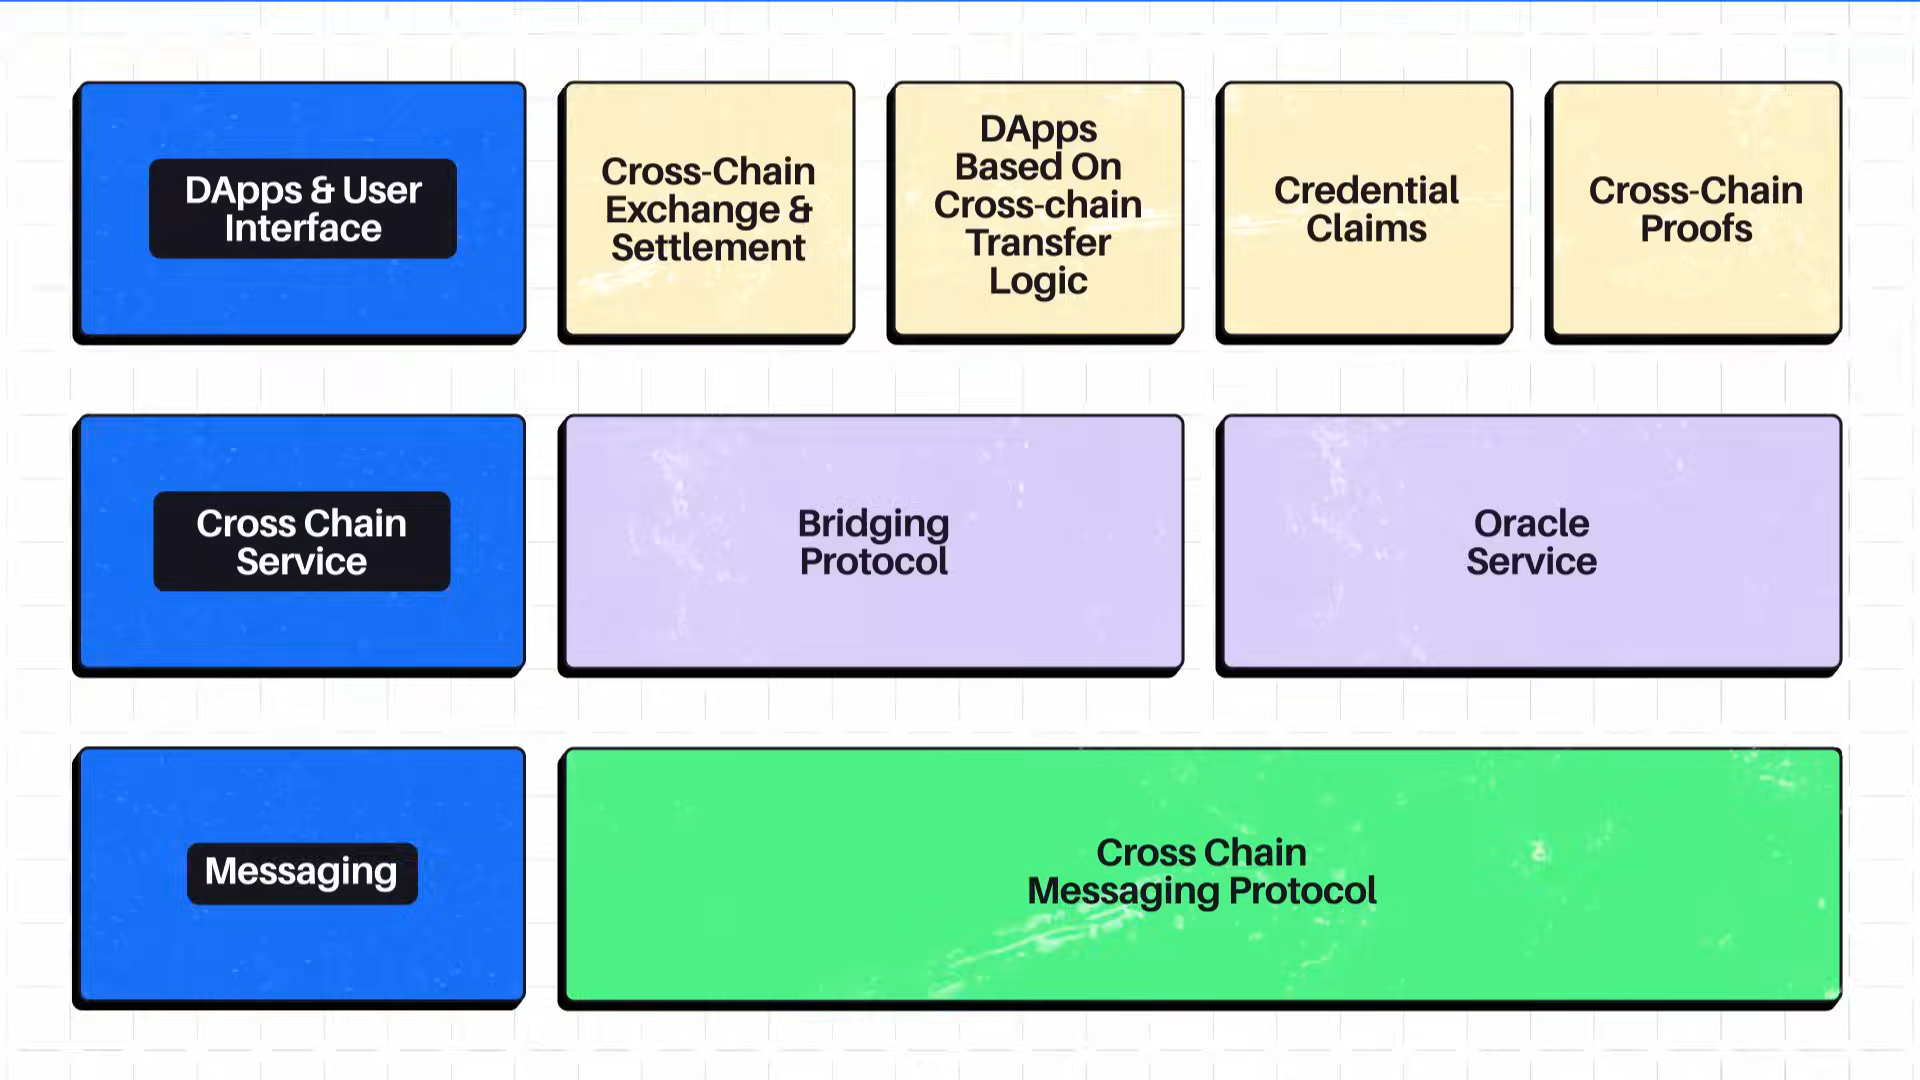 DApps & User
Interface
Cross-Chain
Exchange &
Settlement
DApps
Based On
Cross-chain
Transfer
Logic
Credential
Claims
Cross-Chain
Proofs
Cross Chain
Service
Bridging
Protocol
Oracle
Service
Messaging
Cross Chain
Messaging Protocol